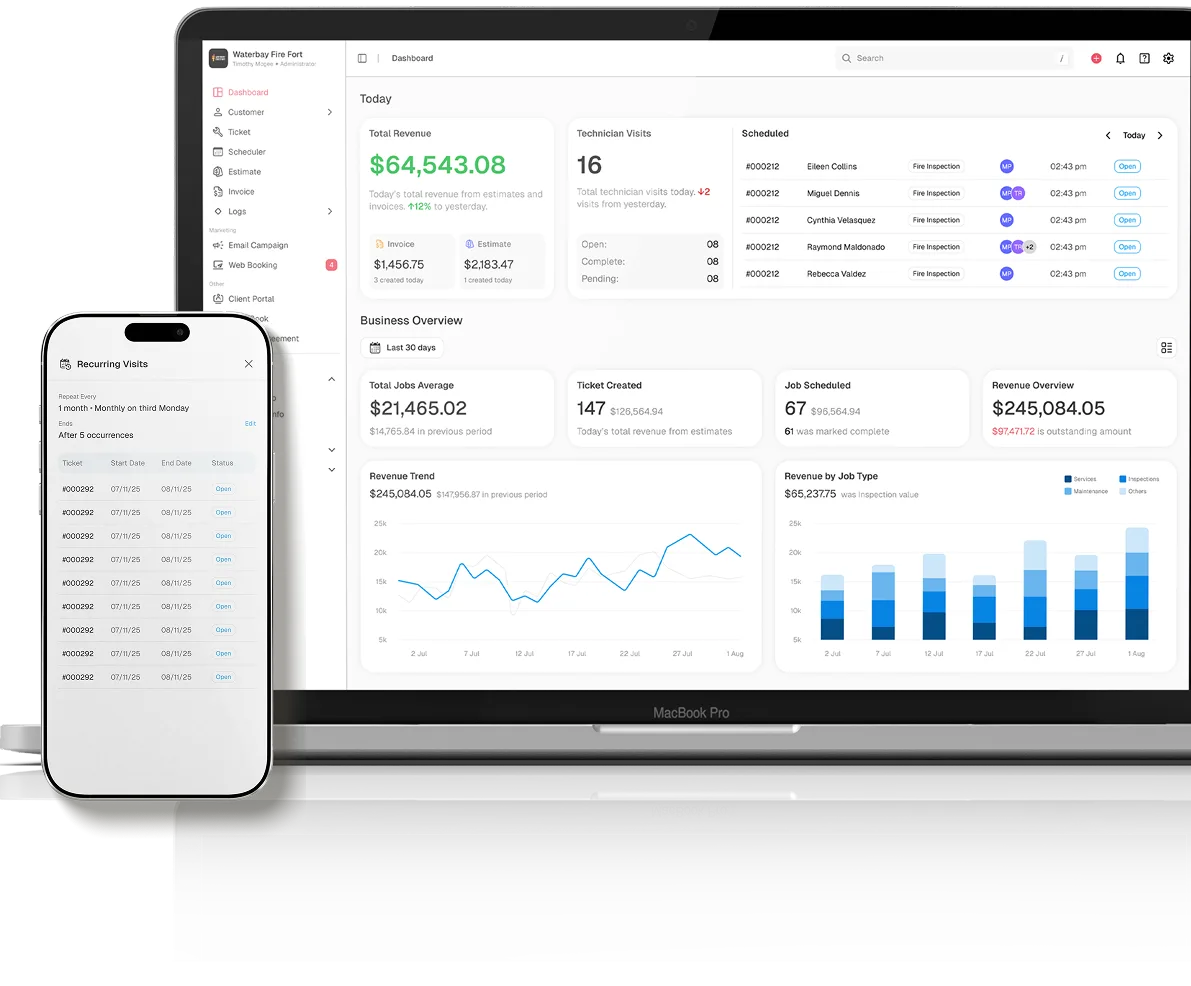 Waterbay Fire Fort
Timothy Mcgee • Administrator
Dashboard
Customer
Ticket
Scheduler
Estimate
Invoice
Logs
Marketing
Email Campaign
Web Booking 4
Other
Client Portal
Dashboard
Search /
Today
Total Revenue
$64,543.08
Today's total revenue from estimates and
invoices. ↑12% to yesterday.
Invoice
$1,456.75
3 created today
Estimate
$2,183.47
1 created today
Technician Visits
16
Total technician visits today. ↓2
visits from yesterday.
Open: 08
Complete: 08
Pending: 08
Scheduled
Today
#000212 Eileen Collins Fire Inspection MP 02:43 pm Open
#000212 Miguel Dennis Fire Inspection MP TR 02:43 pm Open
#000212 Cynthia Velasquez Fire Inspection MP 02:43 pm Open
#000212 Raymond Maldonado Fire Inspection MP TR +2 02:43 pm Open
#000212 Rebecca Valdez Fire Inspection MP 02:43 pm Open
Business Overview
Last 30 days
Total Jobs Average
$21,465.02
$14,765.84 in previous period
Ticket Created
147 $126,564.94
Today's total revenue from estimates
Job Scheduled
67 $96,564.94
61 was marked complete
Revenue Overview
$245,084.05
$97,471.72 is outstanding amount
Revenue Trend
$245,084.05 $147,956.87 in previous period
25k
20k
15k
10k
5k
2 Jul 7 Jul 12 Jul 17 Jul 22 Jul 27 Jul 1 Aug
Revenue by Job Type
$65,237.75 was Inspection value
Services Inspections
Maintenance Others
25k
20k
15k
10k
5k
2 Jul 7 Jul 12 Jul 17 Jul 22 Jul 27 Jul 1 Aug
MacBook Pro
Recurring Visits
Repeat Every
1 month • Monthly on third Monday
Ends Edit
After 5 occurrences
Ticket Start Date End Date Status
#000292 07/11/25 08/11/25 Open
#000292 07/11/25 08/11/25 Open
#000292 07/11/25 08/11/25 Open
#000292 07/11/25 08/11/25 Open
#000292 07/11/25 08/11/25 Open
#000292 07/11/25 08/11/25 Open
#000292 07/11/25 08/11/25 Open
#000292 07/11/25 08/11/25 Open
#000292 07/11/25 08/11/25 Open